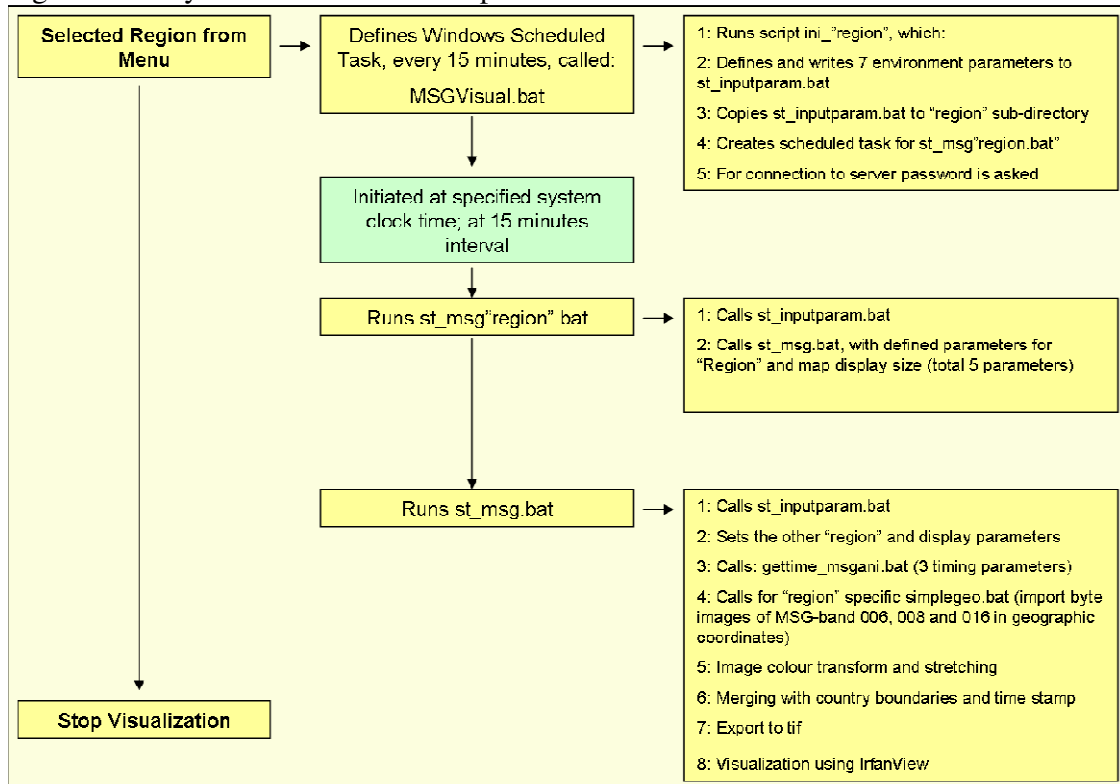 Selected Region from
Menu
Defines Windows Scheduled
Task, every 15 minutes, called:
MSGVisual.bat
1: Runs script ini_"region", which:
2: Defines and writes 7 environment parameters to
st_inputparam.bat
3: Copies st_inputparam.bat to "region" sub-directory
4: Creates scheduled task for st_msg"region.bat"
5: For connection to server password is asked
Initiated at specified system
clock time; at 15 minutes
interval
Runs st_msg"region" bat
1: Calls st_inputparam.bat
2: Calls st_msg.bat, with defined parameters for
"Region" and map display size (total 5 parameters)
Runs st_msg.bat
1: Calls st_inputparam.bat
2: Sets the other "region" and display parameters
3: Calls: gettime_msgani.bat (3 timing parameters)
4: Calls for "region" specific simplegeo.bat (import byte
images of MSG-band 006, 008 and 016 in geographic
coordinates)
5: Image colour transform and stretching
6: Merging with country boundaries and time stamp
7: Export to tif
8: Visualization using IrfanView
Stop Visualization